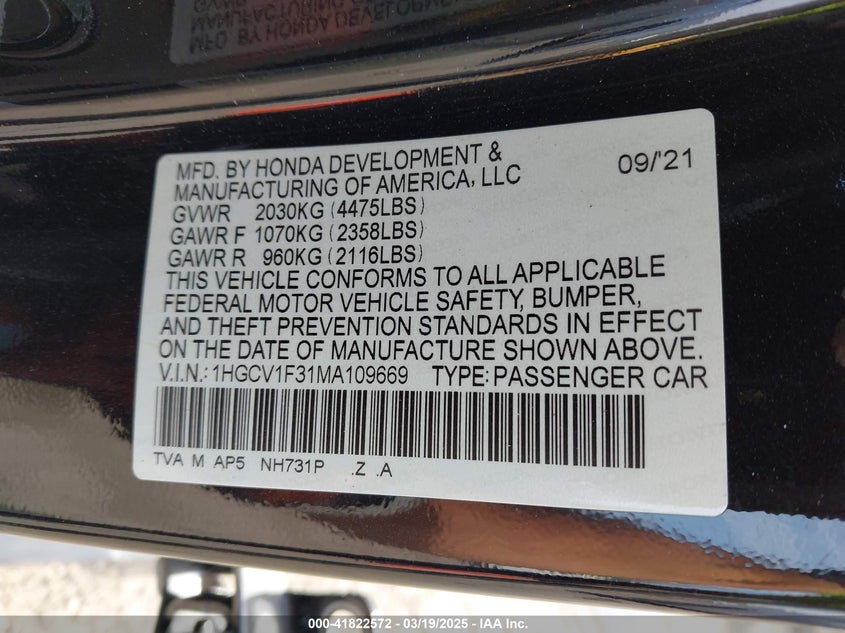 MFD. BY HONDA DEVELOPMENT &
MANUFACTURING OF AMERICA, LLC
09/'21
GVWR 2030KG (4475LBS)
GAWR F 1070KG (2358LBS)
GAWR R 960KG (2116LBS)
THIS VEHICLE CONFORMS TO ALL APPLICABLE
FEDERAL MOTOR VEHICLE SAFETY, BUMPER,
AND THEFT PREVENTION STANDARDS IN EFFECT
ON THE DATE OF MANUFACTURE SHOWN ABOVE.
V.I.N.: 1HGCV1F31MA109669 TYPE: PASSENGER CAR
TVA M AP5 NH731P .Z .A
000-41822572 / 03/19/2025 - IAA Inc.